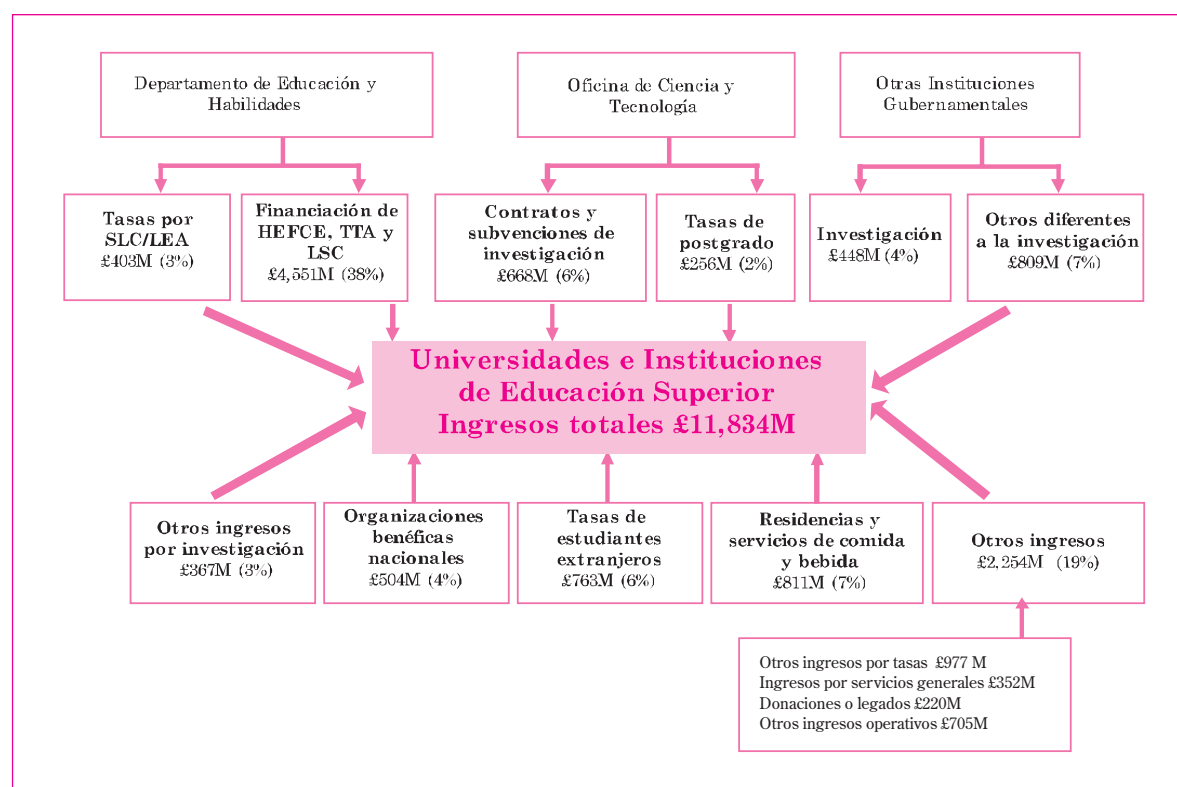 Departamento de Educación y
Habilidades
Oficina de Ciencia y
Tecnología
Otras Instituciones
Gubernamentales
Tasas por
SLC/LEA
£403M (3%)
Financiación de
HEFCE, TTA y
LSC
£4,551M (38%)
Contratos y
subvenciones de
investigación
£668M (6%)
Tasas de
postgrado
£256M (2%)
Investigación
£448M (4%)
Otros diferentes
a la investigación
£809M (7%)
Universidades e Instituciones
de Educación Superior
Ingresos totales £11,834M
Otros ingresos
por investigación
£367M (3%)
Organizaciones
benéficas
nacionales
£504M (4%)
Tasas de
estudiantes
extranjeros
£763M (6%)
Residencias y
servicios de comida
y bebida
£811M (7%)
Otros ingresos
£2,254M (19%)
Otros ingresos por tasas £977 M
Ingresos por servicios generales £352M
Donaciones o legados £220M
Otros ingresos operativos £705M